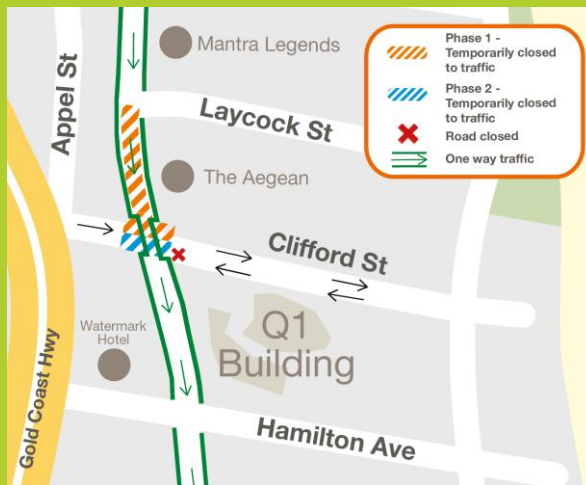 Mantra Legends
Appel St
Laycock St
The Aegean
Clifford St
Watermark
Hotel
Q1
Building
Gold Coast Hwy
Hamilton Ave
Phase 1 -
Temporarily closed
to traffic
Phase 2 -
Temporarily closed
to traffic
Road closed
One way traffic